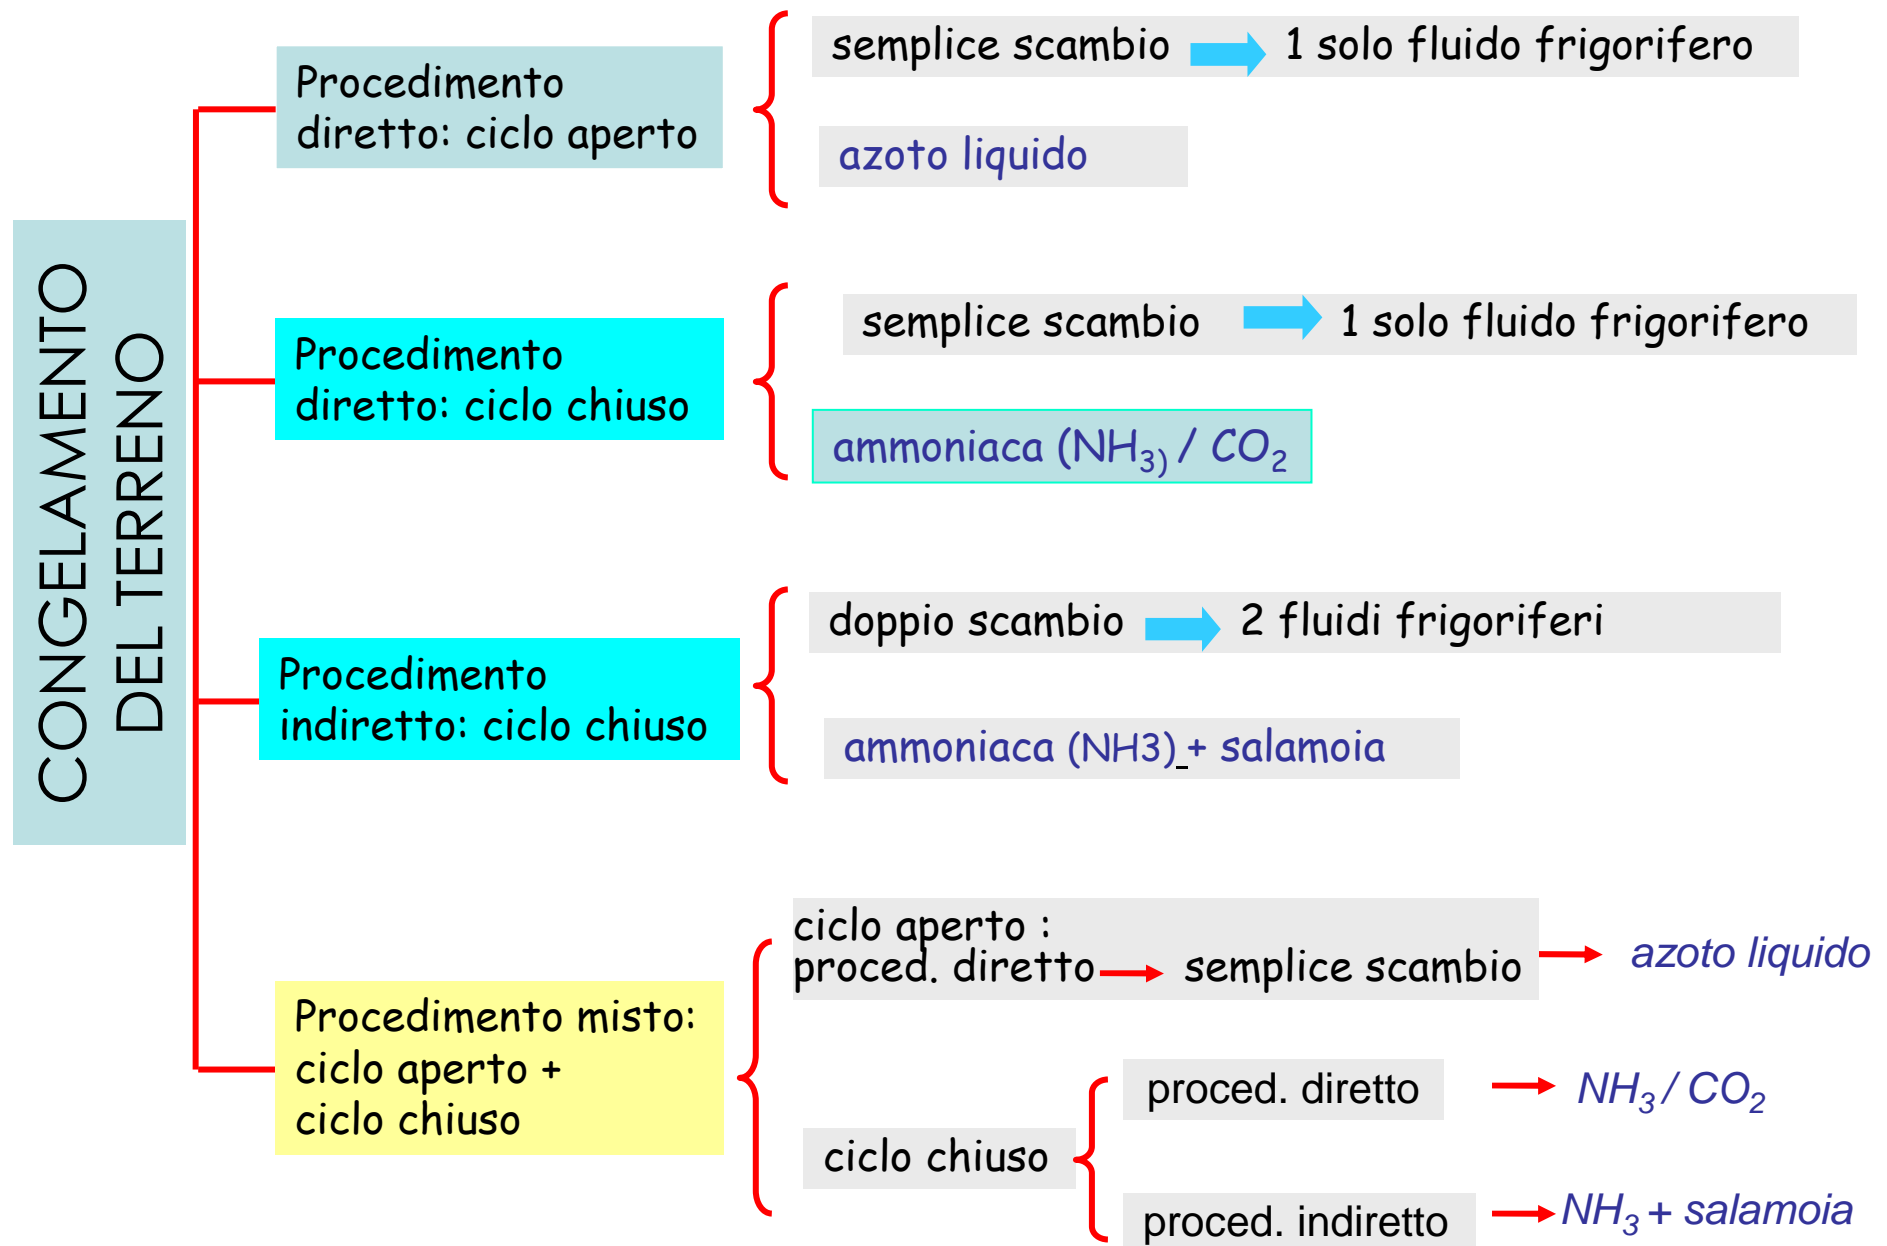 CONGELAMENTO
DEL TERRENO
Procedimento
diretto: ciclo aperto
semplice scambio 1 solo fluido frigorifero
azoto liquido
Procedimento
diretto: ciclo chiuso
semplice scambio 1 solo fluido frigorifero
ammoniaca (NH₃₎ / CO₂
Procedimento
indiretto: ciclo chiuso
doppio scambio 2 fluidi frigoriferi
ammoniaca (NH3) + salamoia
Procedimento misto:
ciclo aperto +
ciclo chiuso
ciclo aperto :
proced. diretto semplice scambio
azoto liquido
ciclo chiuso
proced. diretto
NH₃ / CO₂
proced. indiretto
NH₃ + salamoia